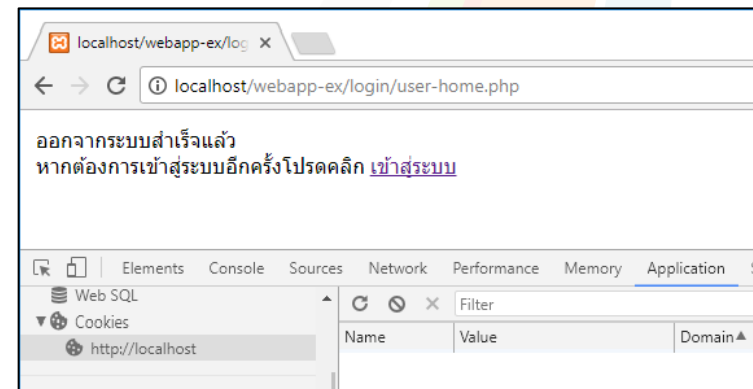 localhost/webapp-ex/log
localhost/webapp-ex/login/user-home.php
ออกจากระบบสำเร็จแล้ว
หากต้องการเข้าสู่ระบบอีกครั้งโปรดคลิก เข้าสู่ระบบ
Elements Console Sources Network Performance Memory Application
Web SQL
Filter
Cookies
Name Value Domain
http://localhost